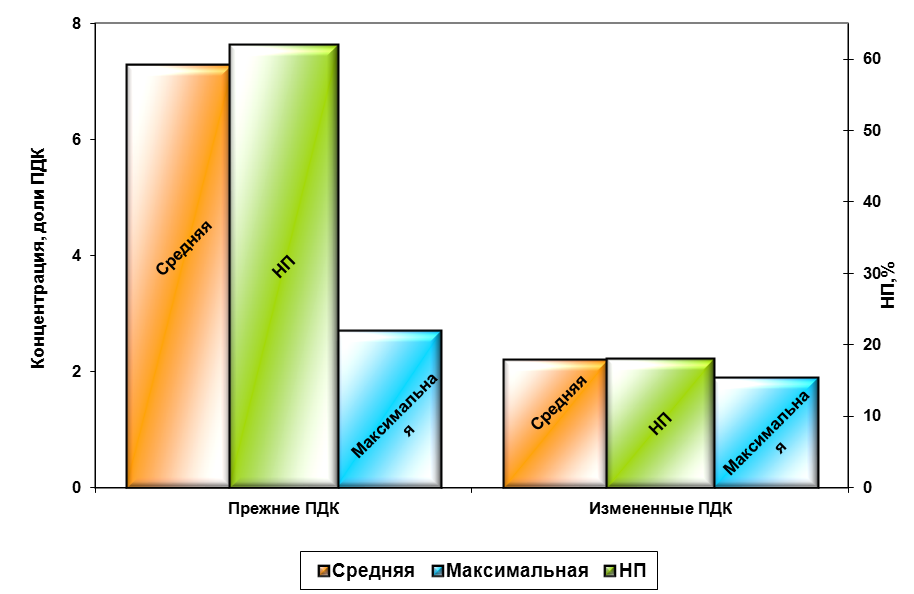 8
6
4
2
0
Концентрация, доли ПДК
60
50
40
30
20
10
0
НП,%
Средняя
НП
Максимальна
я
Средняя
НП
Максимальна
я
Прежние ПДК
Измененные ПДК
Средняя
Максимальная
НП